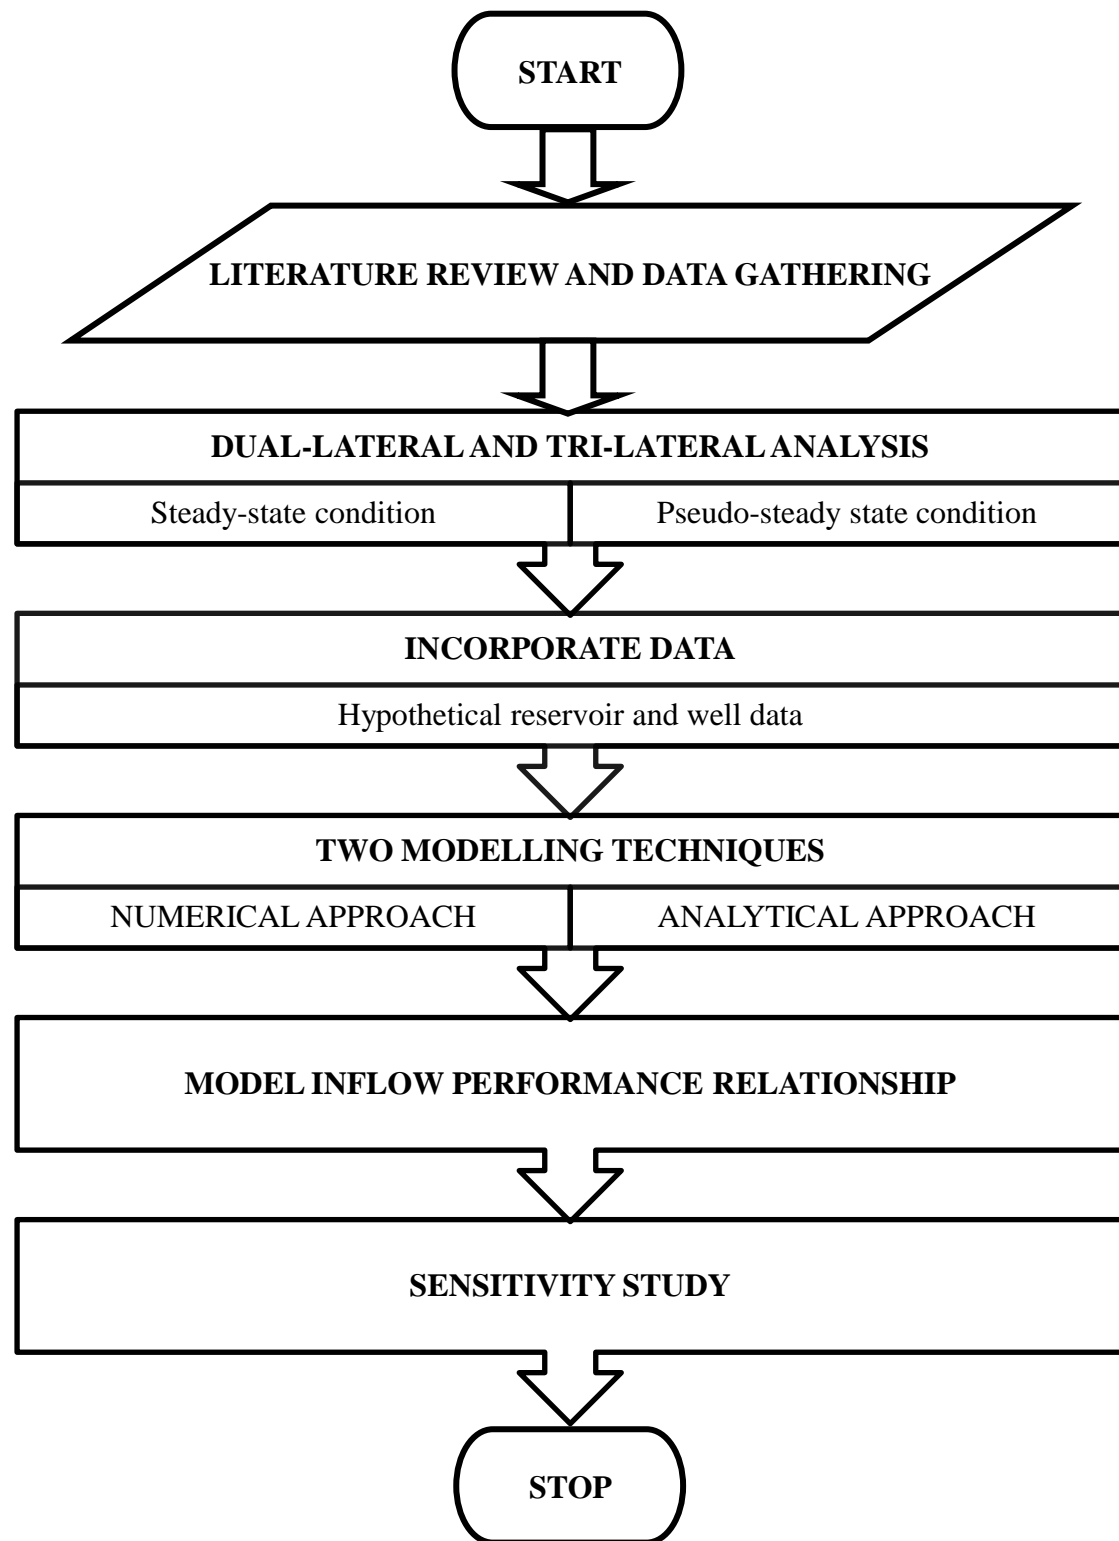 START
LITERATURE REVIEW AND DATA GATHERING
DUAL-LATERAL AND TRI-LATERAL ANALYSIS
Steady-state condition
Pseudo-steady state condition
INCORPORATE DATA
Hypothetical reservoir and well data
TWO MODELLING TECHNIQUES
NUMERICAL APPROACH
ANALYTICAL APPROACH
MODEL INFLOW PERFORMANCE RELATIONSHIP
SENSITIVITY STUDY
STOP